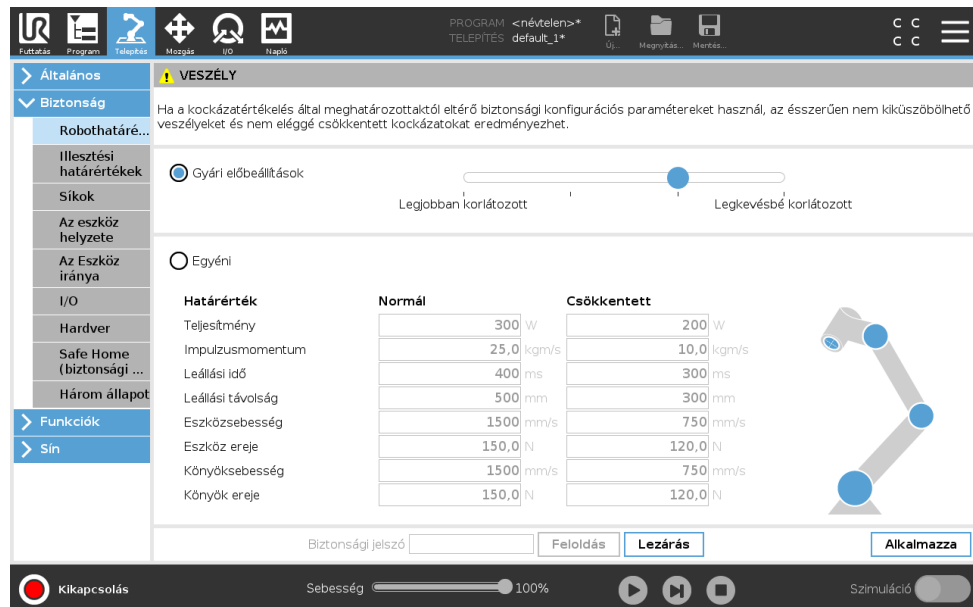 PROGRAM <névtelen>*
TELEPÍTÉS default_1*
C C
C C
Futtatás Program Telepítés Mozgás I/O Napló Új... Megnyitás... Mentés...
Általános
Biztonság
Robothatáré...
Illesztési
határértékek
Síkok
Az eszköz
helyzete
Az Eszköz
iránya
I/O
Hardver
Safe Home
(biztonsági ...
Három állapot
Funkciók
Sín
VESZÉLY
Ha a kockázatértékelés által meghatározottaktól eltérő biztonsági konfigurációs paramétereket használ, az ésszerűen nem kiküszöbölhető
veszélyeket és nem eléggé csökkentett kockázatokat eredményezhet.
Gyári előbeállítások
Legjobban korlátozott Legkevésbé korlátozott
Egyéni
Határérték Normál Csökkentett
Teljesítmény 300 W 200 W
Impulzusmomentum 25,0 kgm/s 10,0 kgm/s
Leállási idő 400 ms 300 ms
Leállási távolság 500 mm 300 mm
Eszközsebesség 1500 mm/s 750 mm/s
Eszköz ereje 150,0 N 120,0 N
Könyöksebesség 1500 mm/s 750 mm/s
Könyök ereje 150,0 N 120,0 N
Biztonsági jelszó Feloldás Lezárás Alkalmazza
Kikapcsolás Sebesség 100% Szimuláció